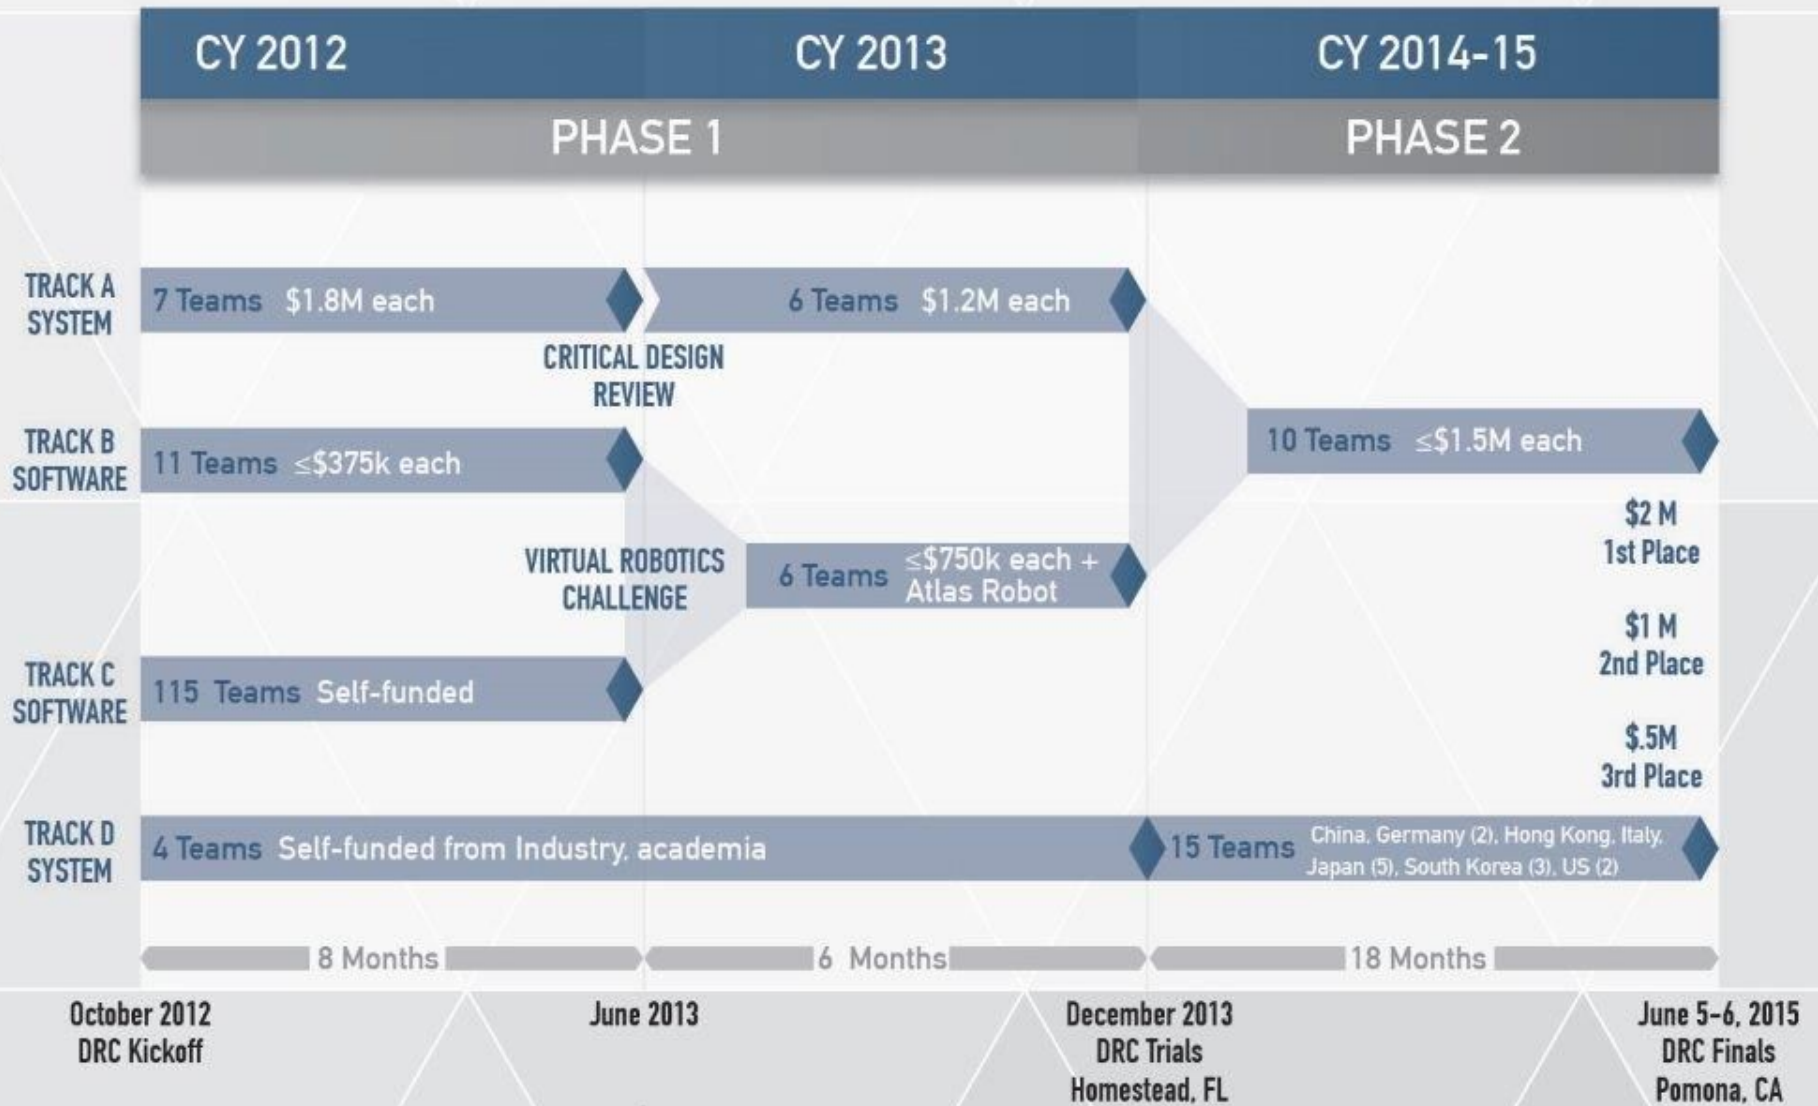 CY 2012
CY 2013
CY 2014-15
PHASE 1
PHASE 2
TRACK A
SYSTEM
7 Teams $1.8M each
6 Teams $1.2M each
CRITICAL DESIGN
REVIEW
TRACK B
SOFTWARE
11 Teams ≤$375k each
10 Teams ≤$1.5M each
VIRTUAL ROBOTICS
CHALLENGE
6 Teams
≤$750k each +
Atlas Robot
$2 M
1st Place
$1 M
2nd Place
$.5M
3rd Place
TRACK C
SOFTWARE
115 Teams Self-funded
TRACK D
SYSTEM
4 Teams Self-funded from Industry, academia
15 Teams
China, Germany (2), Hong Kong, Italy,
Japan (5), South Korea (3), US (2)
8 Months
6 Months
18 Months
October 2012
DRC Kickoff
June 2013
December 2013
DRC Trials
Homestead, FL
June 5-6, 2015
DRC Finals
Pomona, CA